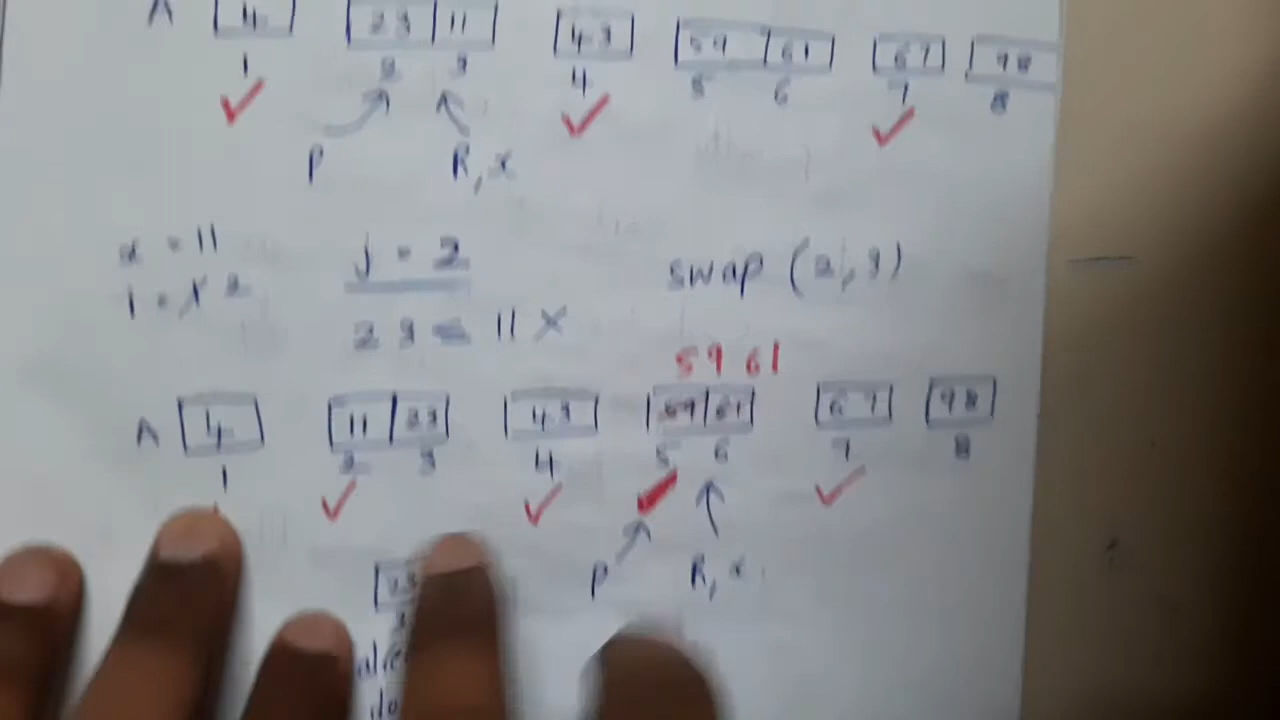 A 4 23 11 43 59 61 67 98
1 2 3 4 5 6 7 8
P R, x
x = 11 j = 2 swap (2,3)
i = 1 2
23 ≤ 11 X
59 61
A 4 11 23 43 59 61 67 98
1 2 3 4 5 6 7 8
P R, x